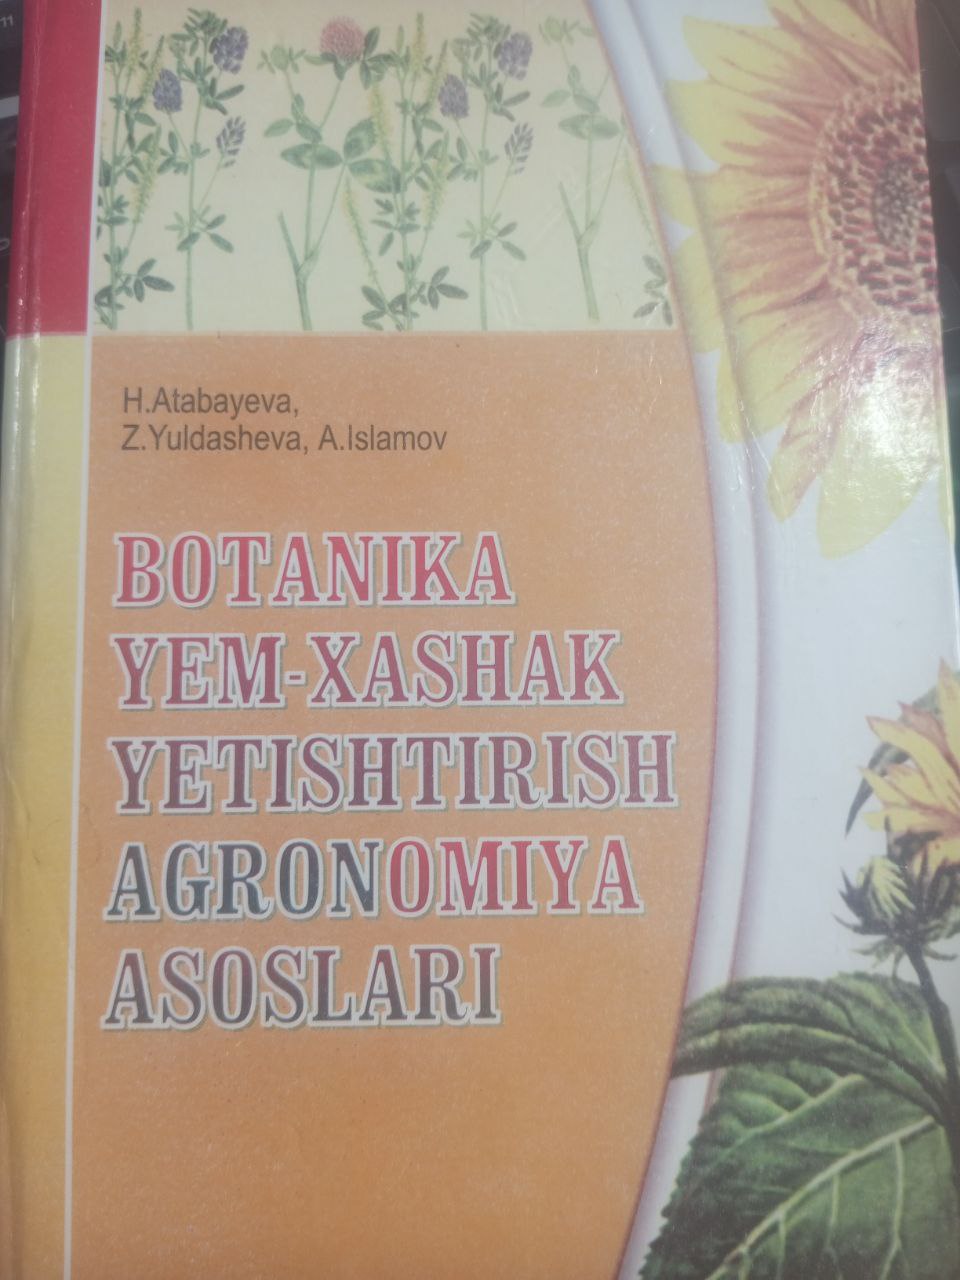 H.Atabayeva,
Z.Yuldasheva, A.Islamov
BOTANIKA
YEM-XASHAK
YETISHTIRISH
AGRONOMIYA
ASOSLARI